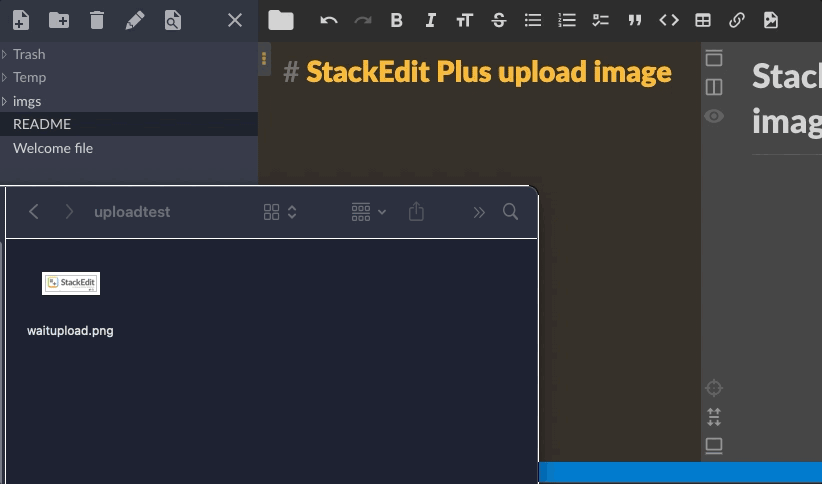 Trash
Temp
imgs
README
Welcome file
# StackEdit Plus upload image
Stack
imag
uploadtest
StackEdit
waitupload.png